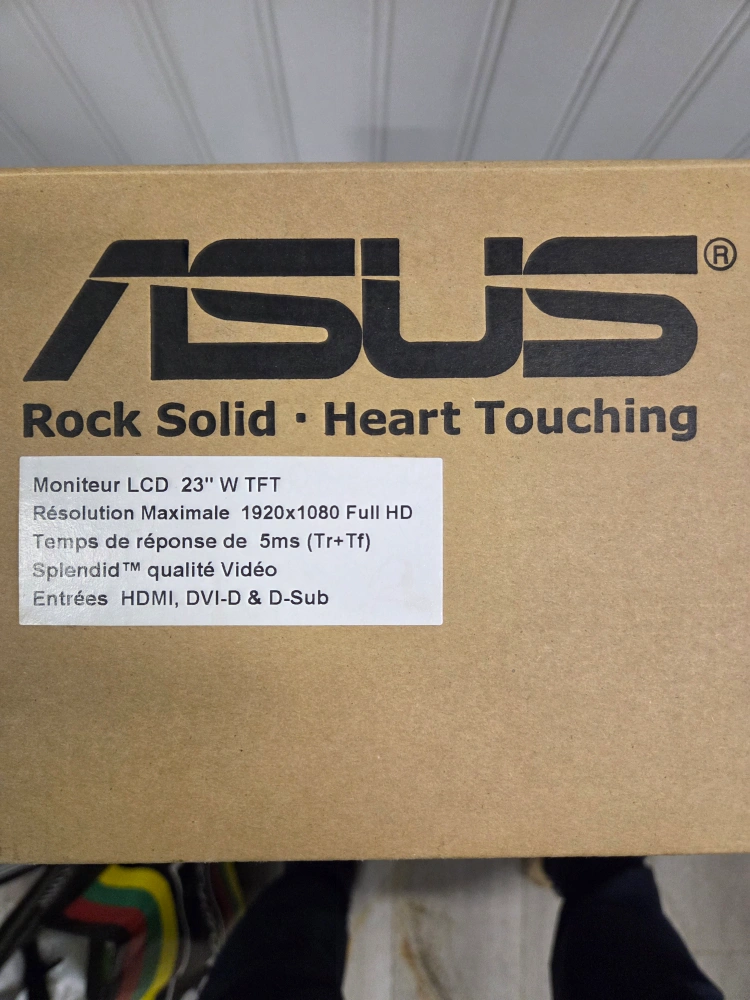 ASUS®
Rock Solid · Heart Touching
Moniteur LCD 23" W TFT
Résolution Maximale 1920x1080 Full HD
Temps de réponse de 5ms (Tr+Tf)
Splendid™ qualité Vidéo
Entrées HDMI, DVI-D & D-Sub